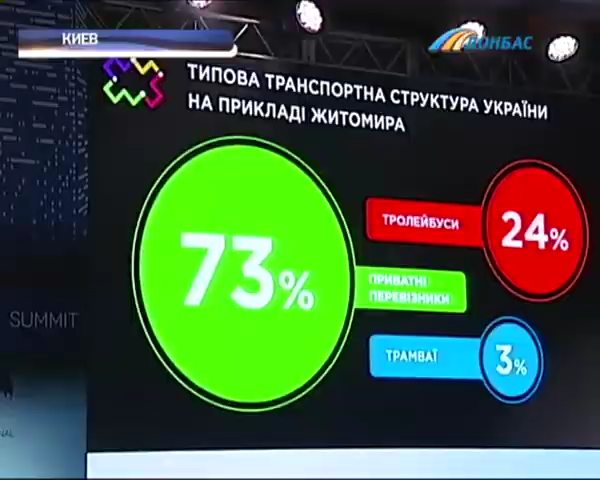 КИЕВ
ДОНБАС
ТИПОВА ТРАНСПОРТНА СТРУКТУРА УКРАЇНИ
НА ПРИКЛАДІ ЖИТОМИРА
73%
ТРОЛЕЙБУСИ
24%
ПРИВАТНІ
ПЕРЕВІЗНИКИ
ТРАМВАЇ
3%
SUMMIT